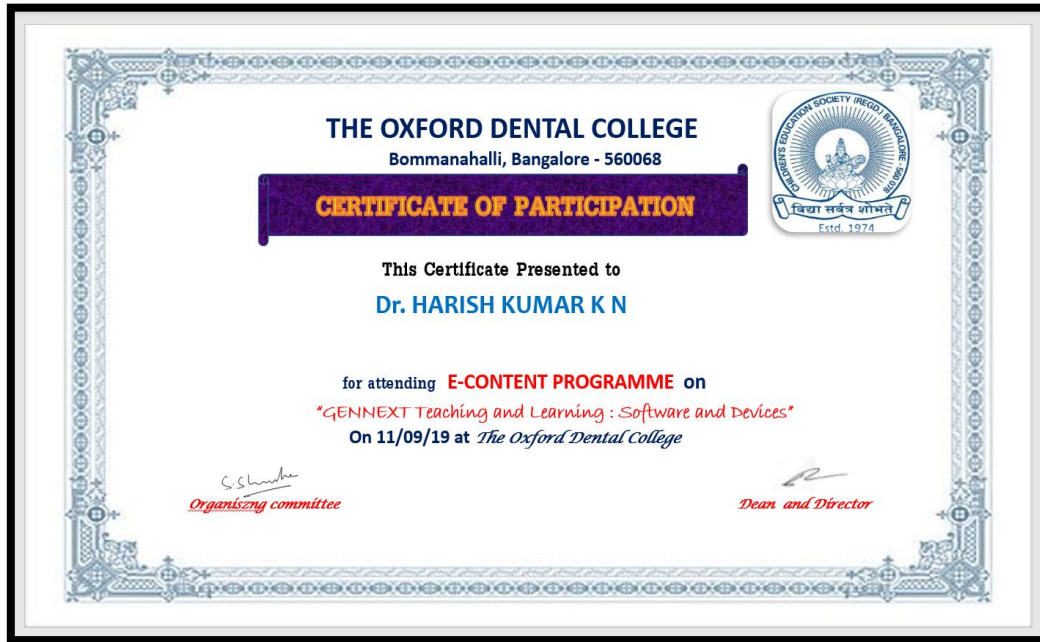 THE OXFORD DENTAL COLLEGE
Bommanahalli, Bangalore - 560068
CHILDREN'S EDUCATION SOCIETY (REGD.) BANGALORE - 560 078
विद्या सर्वत्र शोभते
Estd. 1974
CERTIFICATE OF PARTICIPATION
This Certificate Presented to
Dr. HARISH KUMAR K N
for attending E-CONTENT PROGRAMME on
"GENNEXT Teaching and Learning : Software and Devices"
On 11/09/19 at The Oxford Dental College
Organiszng committee
Dean and Director